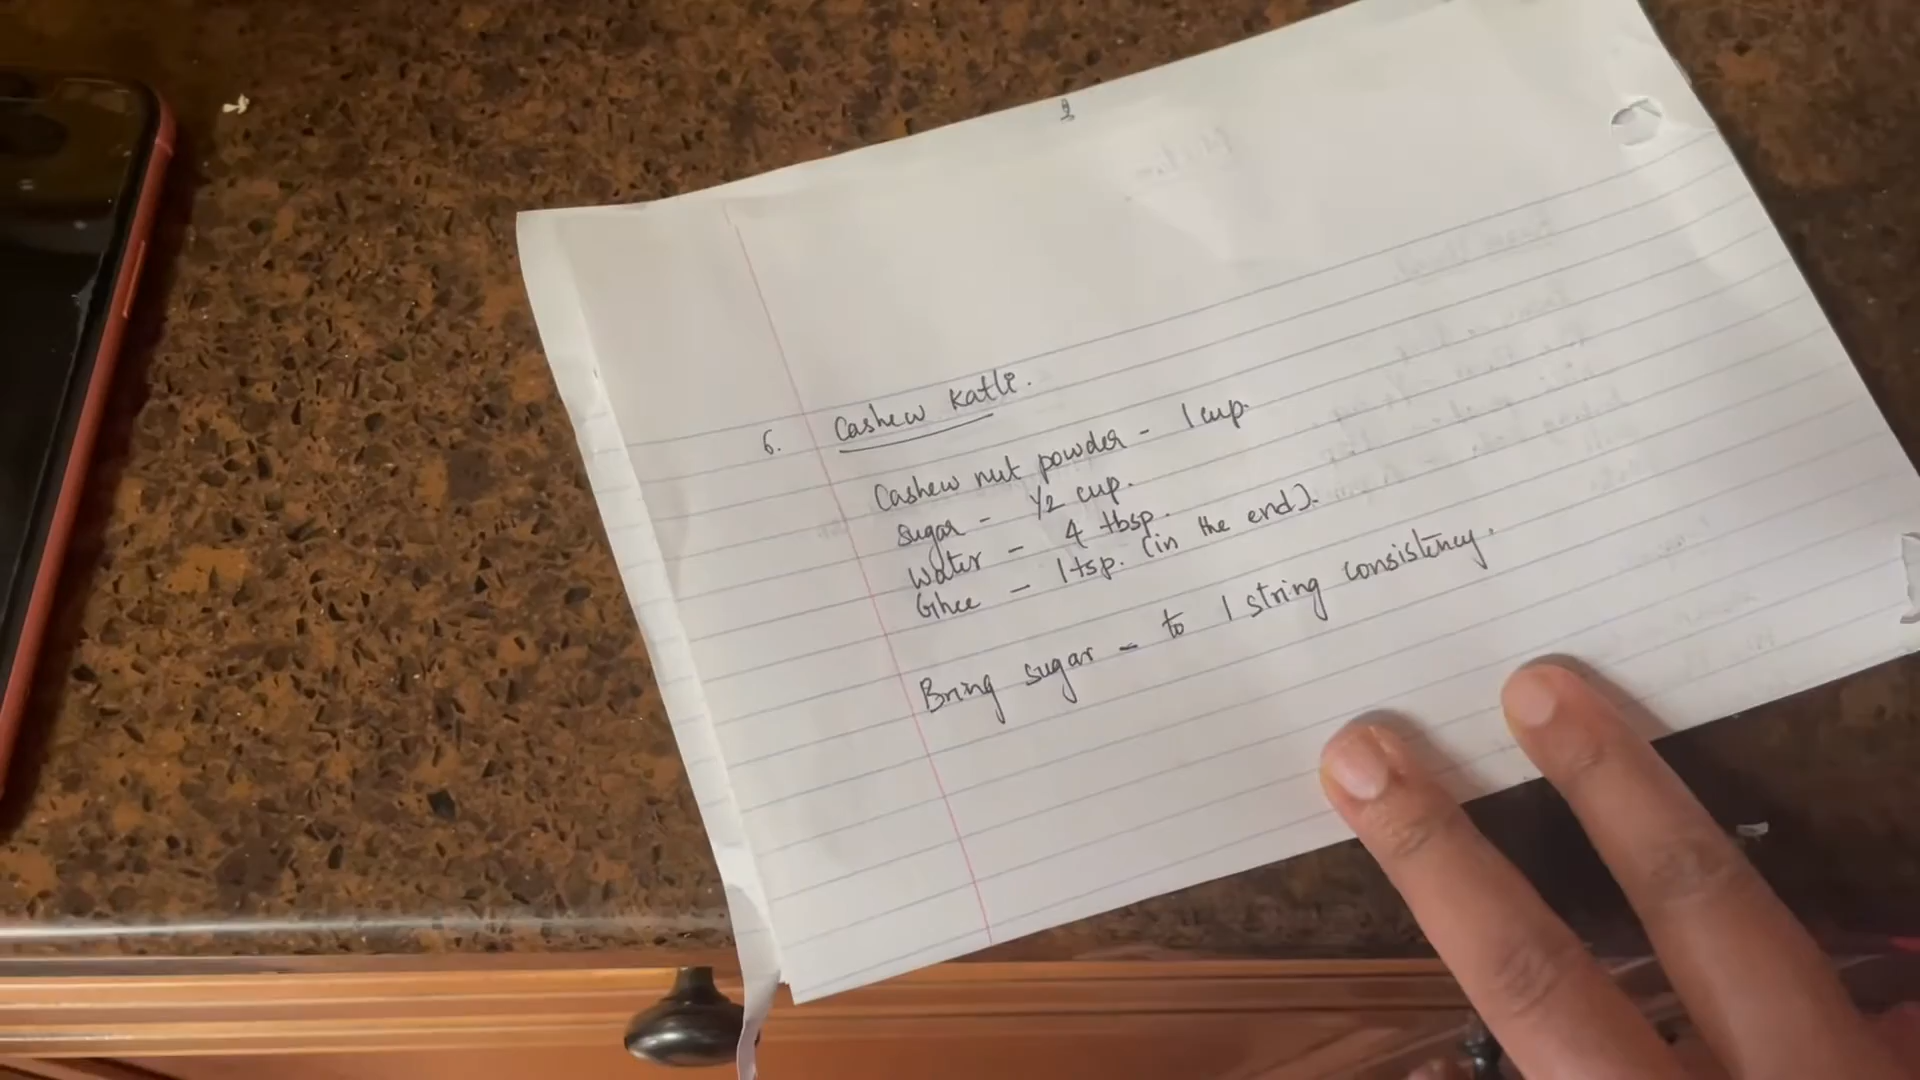 6. Cashew Katli.
Cashew nut powder - 1 cup.
Sugar - 1/2 cup.
Water - 4 tbsp.
Ghee - 1 tsp. (in the end).
Bring sugar - to 1 string consistency.